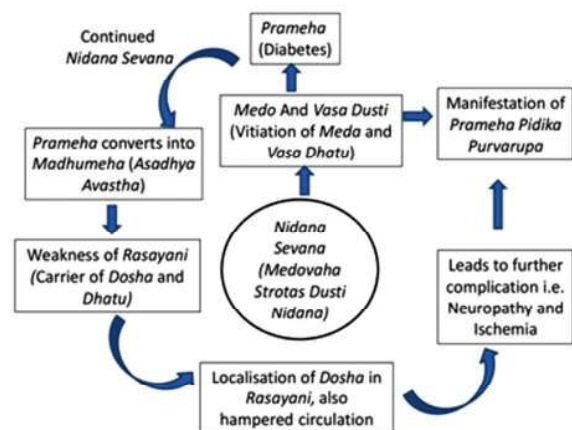 Continued
Nidana Sevana
Prameha
(Diabetes)
Medo And Vasa Dusti
(Vitiation of Meda and
Vasa Dhatu)
Manifestation of
Prameha Pidika
Purvarupa
Prameha converts into
Madhumeha (Asadhya
Avastha)
Nidana
Sevana
(Medovaha
Strotas Dusti
Nidana)
Weakness of Rasayani
(Carrier of Dosha and
Dhatu)
Leads to further
complication i.e.
Neuropathy and
Ischemia
Localisation of Dosha in
Rasayani, also
hampered circulation